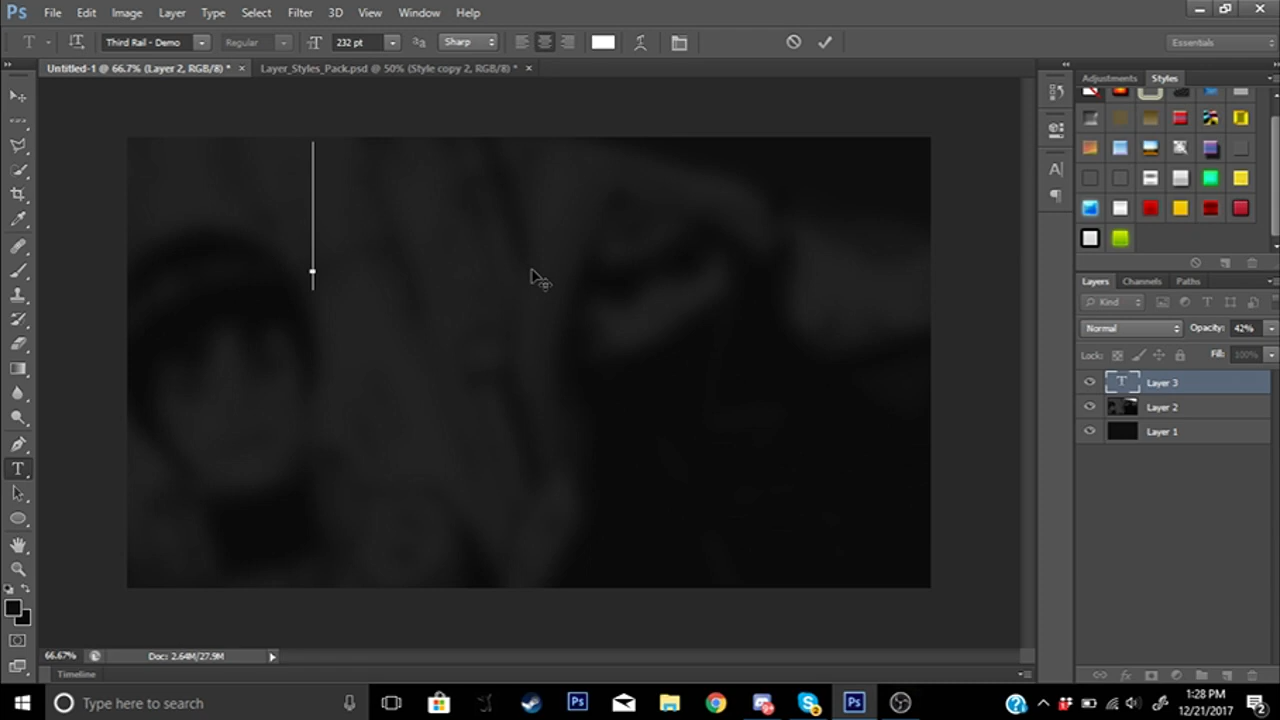 Ps File Edit Image Layer Type Select Filter 3D View Window Help
T Third Rail - Demo Regular 232 pt Sharp Essentials
Untitled-1 @ 66.7% (Layer 2, RGB/8) * × Layer_Styles_Pack.psd @ 50% (Style copy 2, RGB/8) * ×
Adjustments Styles
Layers Channels Paths
Kind
Normal Opacity: 42%
Lock: Fill: 100%
T Layer 3
Layer 2
Layer 1
66.67% Doc: 2.64M/27.9M
Timeline
Type here to search
1:28 PM
12/21/2017